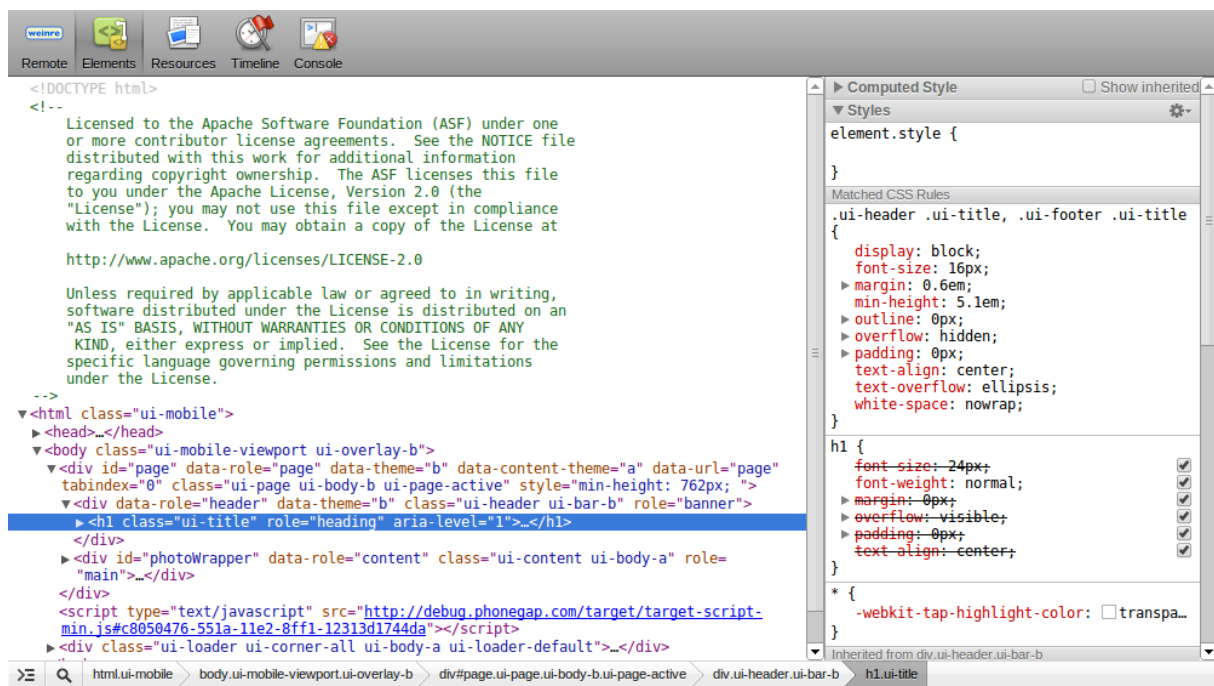 weinre
Remote Elements Resources Timeline Console
<!DOCTYPE html>
<!--
Licensed to the Apache Software Foundation (ASF) under one
or more contributor license agreements.  See the NOTICE file
distributed with this work for additional information
regarding copyright ownership.  The ASF licenses this file
to you under the Apache License, Version 2.0 (the
"License"); you may not use this file except in compliance
with the License.  You may obtain a copy of the License at
http://www.apache.org/licenses/LICENSE-2.0
Unless required by applicable law or agreed to in writing,
software distributed under the License is distributed on an
"AS IS" BASIS, WITHOUT WARRANTIES OR CONDITIONS OF ANY
KIND, either express or implied.  See the License for the
specific language governing permissions and limitations
under the License.
-->
<html class="ui-mobile">
<head>…</head>
<body class="ui-mobile-viewport ui-overlay-b">
<div id="page" data-role="page" data-theme="b" data-content-theme="a" data-url="page"
tabindex="0" class="ui-page ui-body-b ui-page-active" style="min-height: 762px; ">
<div data-role="header" data-theme="b" class="ui-header ui-bar-b" role="banner">
<h1 class="ui-title" role="heading" aria-level="1">…</h1>
</div>
<div id="photoWrapper" data-role="content" class="ui-content ui-body-a" role=
"main">…</div>
</div>
<script type="text/javascript" src="http://debug.phonegap.com/target/target-script-
min.js#c8050476-551a-11e2-8ff1-12313d1744da"></script>
<div class="ui-loader ui-corner-all ui-body-a ui-loader-default">…</div>
Computed Style Show inherited
Styles
element.style {
}
Matched CSS Rules
.ui-header .ui-title, .ui-footer .ui-title
{
display: block;
font-size: 16px;
margin: 0.6em;
min-height: 5.1em;
outline: 0px;
overflow: hidden;
padding: 0px;
text-align: center;
text-overflow: ellipsis;
white-space: nowrap;
}
h1 {
font-size: 24px;
font-weight: normal;
margin: 0px;
overflow: visible;
padding: 0px;
text-align: center;
}
* {
-webkit-tap-highlight-color: transpa…
}
Inherited from div.ui-header.ui-bar-b
html.ui-mobile body.ui-mobile-viewport.ui-overlay-b div#page.ui-page.ui-body-b.ui-page-active div.ui-header.ui-bar-b h1.ui-title